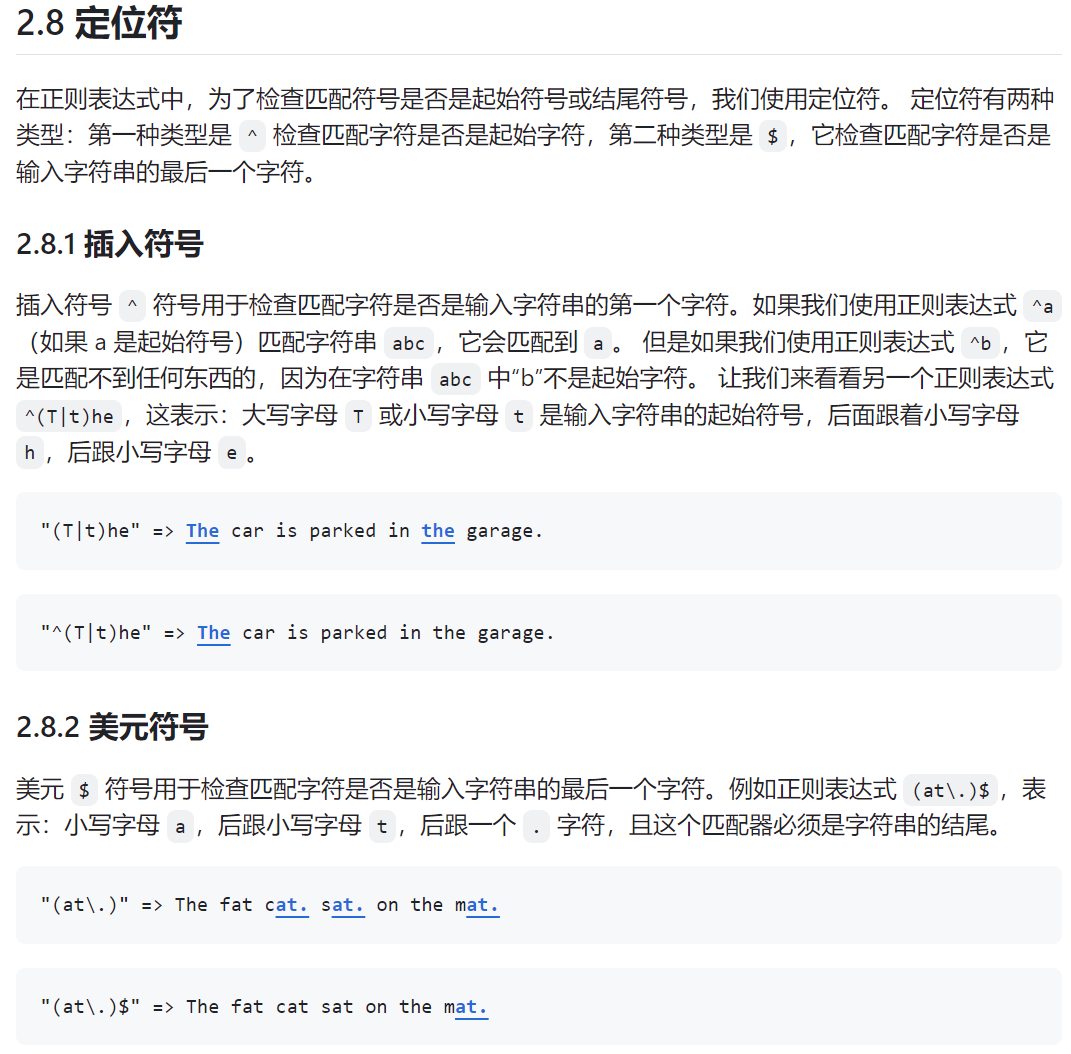 2.8 定位符
在正则表达式中，为了检查匹配符号是否是起始符号或结尾符号，我们使用定位符。 定位符有两种
类型：第一种类型是 ^ 检查匹配字符是否是起始字符，第二种类型是 $，它检查匹配字符是否是
输入字符串的最后一个字符。
2.8.1 插入符号
插入符号 ^ 符号用于检查匹配字符是否是输入字符串的第一个字符。如果我们使用正则表达式 ^a
（如果 a 是起始符号）匹配字符串 abc，它会匹配到 a。 但是如果我们使用正则表达式 ^b，它
是匹配不到任何东西的，因为在字符串 abc 中“b”不是起始字符。 让我们来看看另一个正则表达式
^(T|t)he，这表示：大写字母 T 或小写字母 t 是输入字符串的起始符号，后面跟着小写字母
h，后跟小写字母 e。
"(T|t)he" => The car is parked in the garage.
"^(T|t)he" => The car is parked in the garage.
2.8.2 美元符号
美元 $ 符号用于检查匹配字符是否是输入字符串的最后一个字符。例如正则表达式 (at\.)$，表
示：小写字母 a，后跟小写字母 t，后跟一个 . 字符，且这个匹配器必须是字符串的结尾。
"(at\.)" => The fat cat. sat. on the mat.
"(at\.)$" => The fat cat sat on the mat.